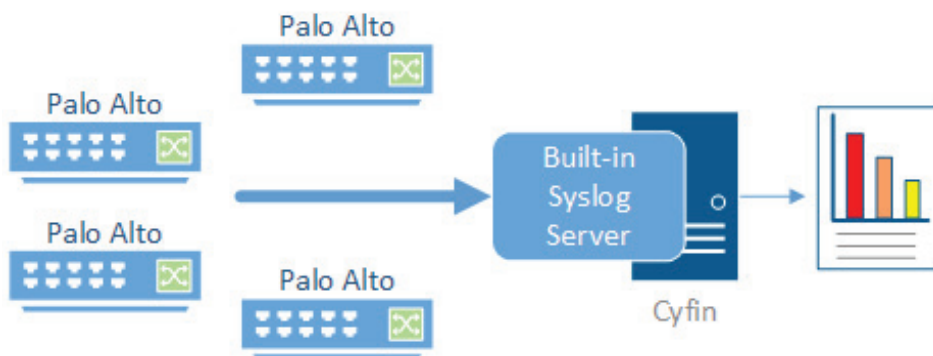 Palo Alto
Palo Alto
Palo Alto
Palo Alto
Built-in
Syslog
Server
Cyfin